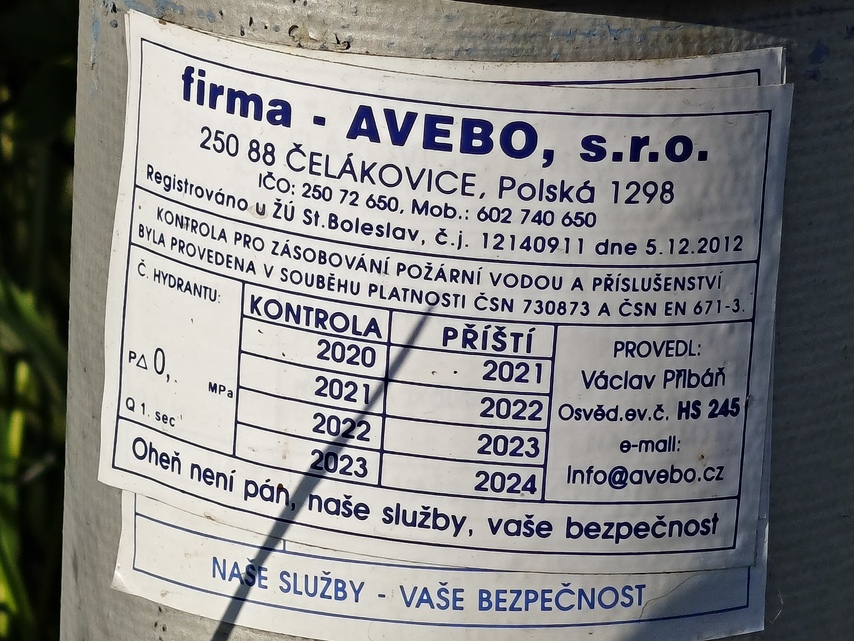 firma - AVEBO, s.r.o.
250 88 ČELÁKOVICE, Polská 1298
IČO: 250 72 650, Mob.: 602 740 650
Registrováno u ŽÚ St.Boleslav, č.j. 12140911 dne 5.12.2012
KONTROLA PRO ZÁSOBOVÁNÍ POŽÁRNÍ VODOU A PŘÍSLUŠENSTVÍ
BYLA PROVEDENA V SOUBĚHU PLATNOSTI ČSN 730873 A ČSN EN 671-3.
Č. HYDRANTU:
P△ 0, MPa
Q 1. sec
KONTROLA PŘÍŠTÍ
2020 2021
2021 2022
2022 2023
2023 2024
PROVEDL:
Václav Přibáň
Osvěd.ev.č. HS 245
e-mail:
Info@avebo.cz
Oheň není pán, naše služby, vaše bezpečnost
NAŠE SLUŽBY - VAŠE BEZPEČNOST